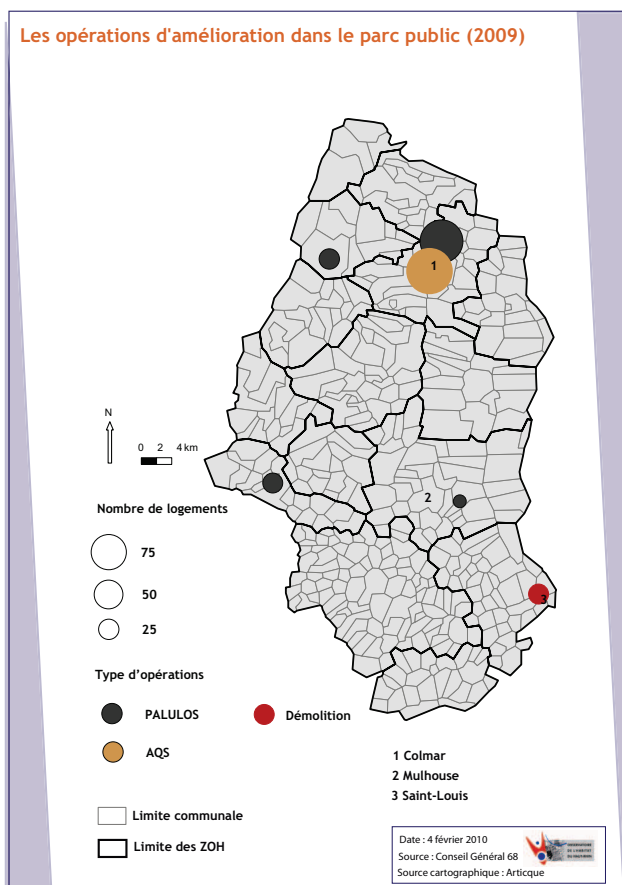 Les opérations d'amélioration dans le parc public (2009)
1
N
0 2 4 km
2
Nombre de logements
75
50
25
3
Type d'opérations
PALULOS
Démolition
AQS
1 Colmar
2 Mulhouse
3 Saint-Louis
Limite communale
Limite des ZOH
Date : 4 février 2010
Source : Conseil Général 68
Source cartographique : Articque